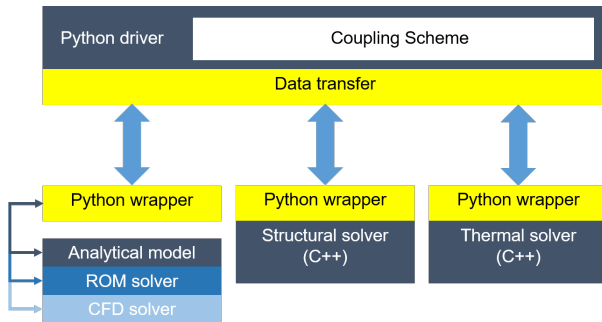 Python driver
Coupling Scheme
Data transfer
Python wrapper
Python wrapper
Python wrapper
Structural solver
(C++)
Thermal solver
(C++)
Analytical model
ROM solver
CFD solver